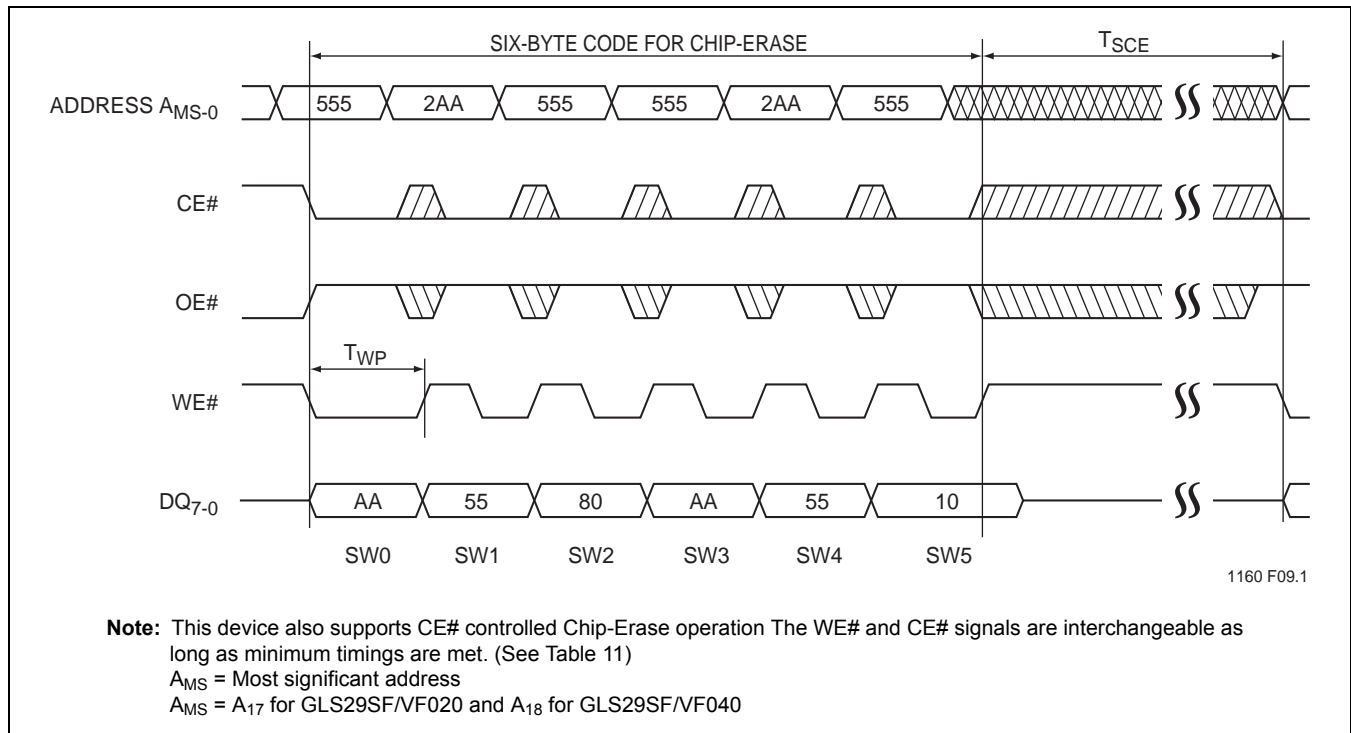 SIX-BYTE CODE FOR CHIP-ERASE TSCE
ADDRESS AMS-0 555 2AA 555 555 2AA 555
CE#
OE#
TWP
WE#
DQ7-0 AA 55 80 AA 55 10
SW0 SW1 SW2 SW3 SW4 SW5
1160 F09.1
Note: This device also supports CE# controlled Chip-Erase operation The WE# and CE# signals are interchangeable as
long as minimum timings are met. (See Table 11)
AMS = Most significant address
AMS = A17 for GLS29SF/VF020 and A18 for GLS29SF/VF040